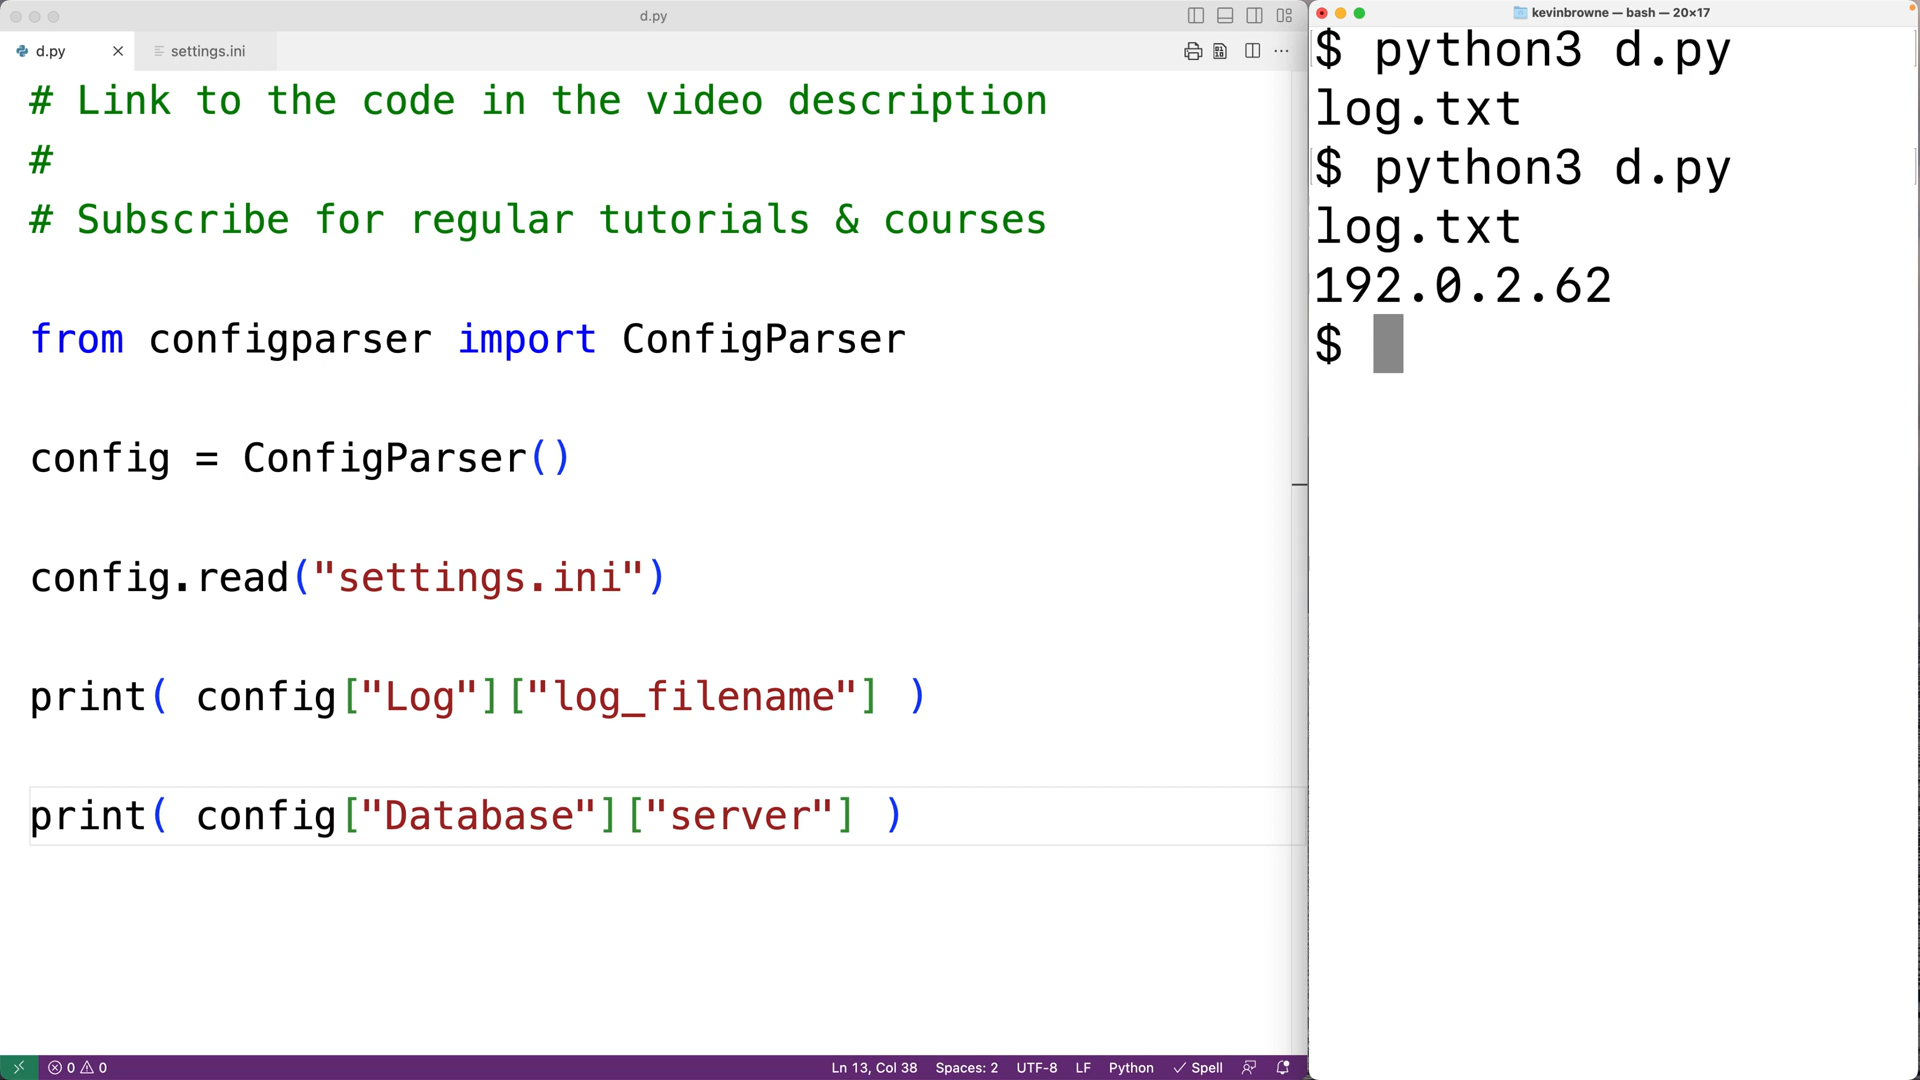 d.py
d.py
settings.ini
# Link to the code in the video description
#
# Subscribe for regular tutorials & courses
from configparser import ConfigParser
config = ConfigParser()
config.read("settings.ini")
print( config["Log"]["log_filename"] )
print( config["Database"]["server"] )
0 0
Ln 13, Col 38
Spaces: 2
UTF-8
LF
Python
Spell
kevinbrowne — bash — 20×17
$ python3 d.py
log.txt
$ python3 d.py
log.txt
192.0.2.62
$